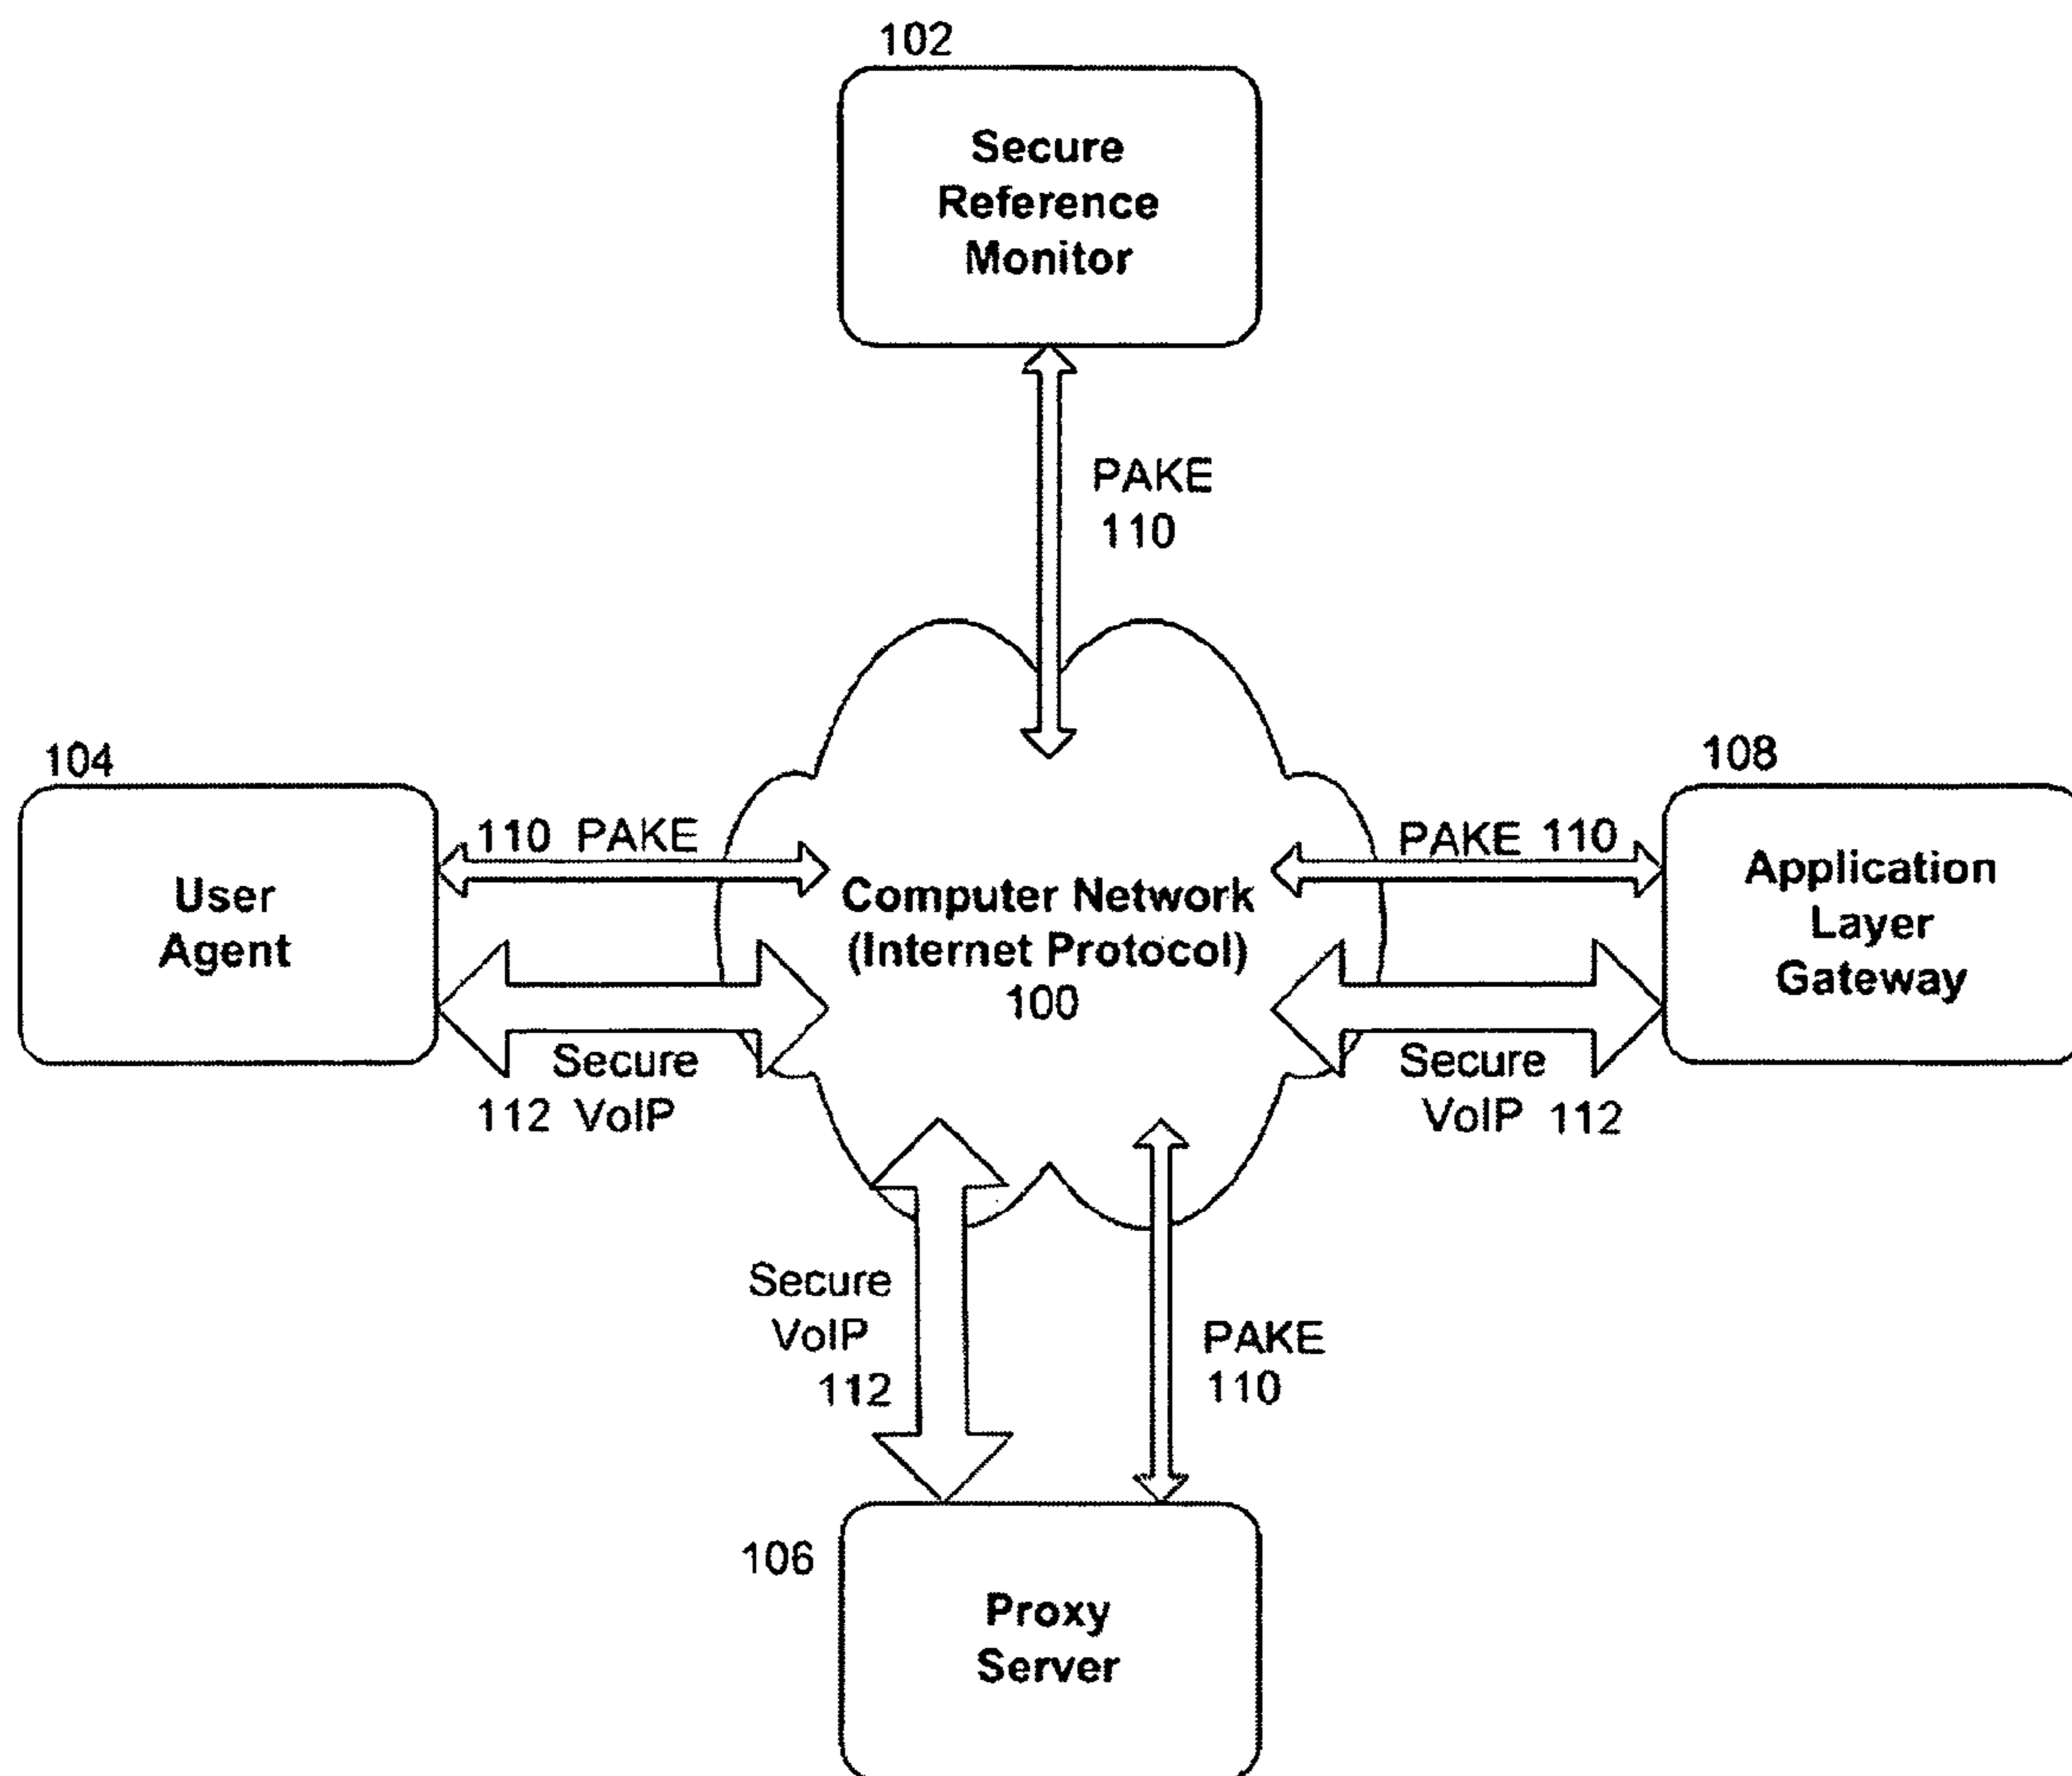 102
Secure
Reference
Monitor
PAKE
110
104
User
Agent
110 PAKE
Secure
112 VoIP
Computer Network
(Internet Protocol)
100
108
PAKE 110
Application
Layer
Gateway
Secure
VoIP 112
Secure
VoIP
112
PAKE
110
106
Proxy
Server